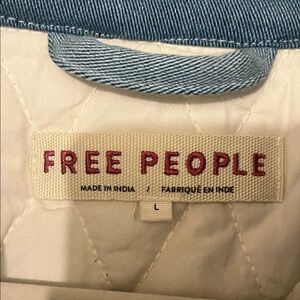 FREE PEOPLE
MADE IN INDIA / FABRIQUÉ EN INDE
L